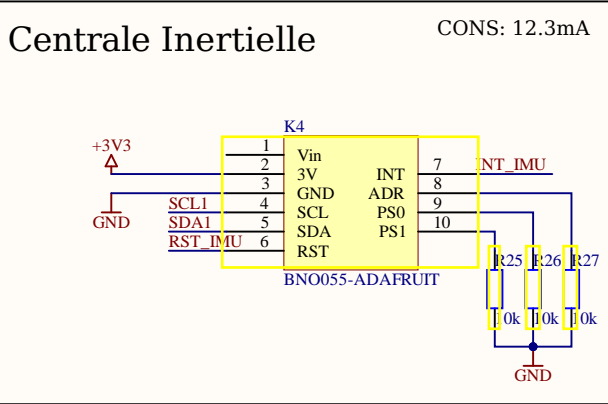 Centrale Inertielle
CONS: 12.3mA
K4
+3V3
1 Vin
2 3V
3 GND
4 SCL
5 SDA
6 RST
INT 7
ADR 8
PS0 9
PS1 10
GND
SCL1
SDA1
RST_IMU
INT_IMU
BNO055-ADAFRUIT
R25 R26 R27
10k 10k 10k
GND